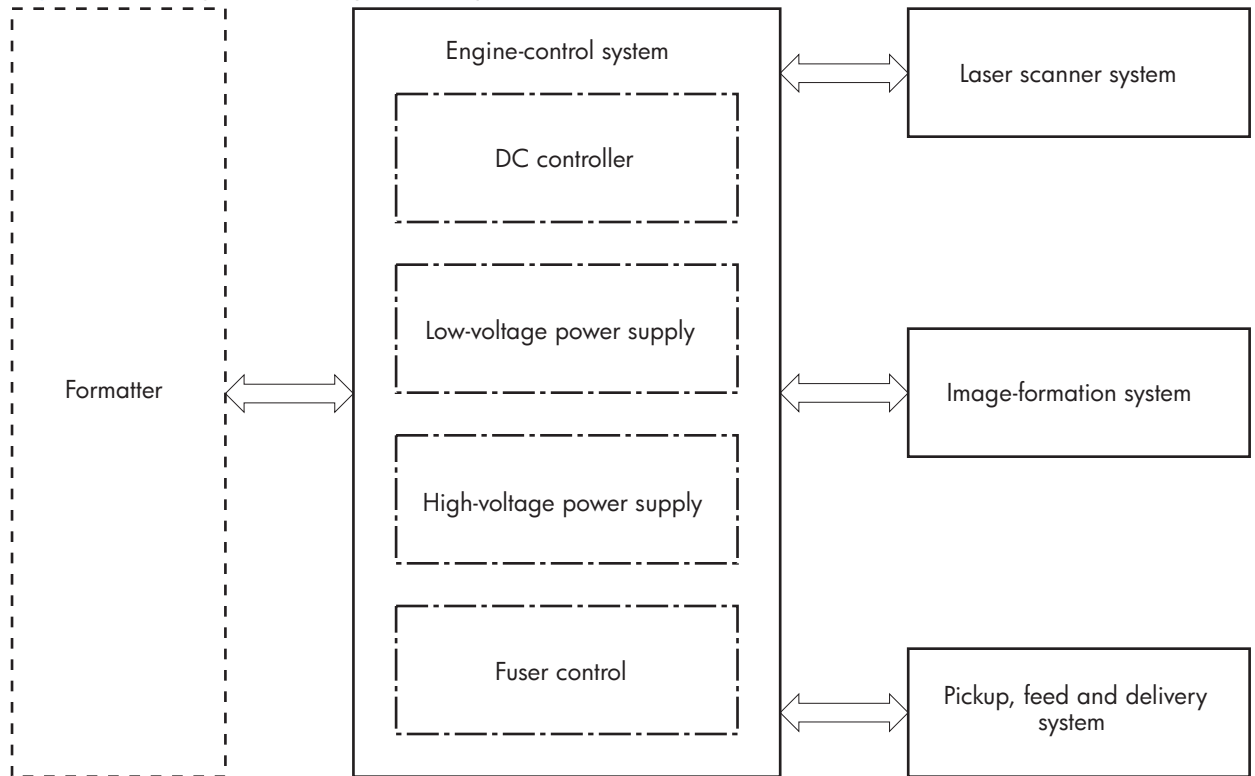 Formatter
Engine-control system
DC controller
Low-voltage power supply
High-voltage power supply
Fuser control
Laser scanner system
Image-formation system
Pickup, feed and delivery
system